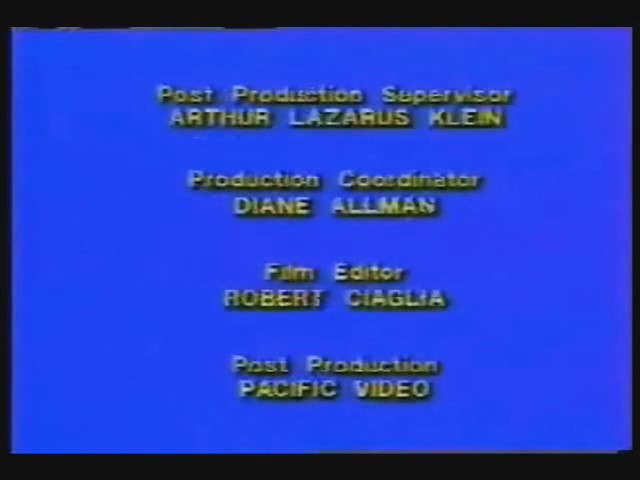 Post Production Supervisor
ARTHUR LAZARUS KLEIN
Production Coordinator
DIANE ALLMAN
Film Editor
ROBERT CIAGLIA
Post Production
PACIFIC VIDEO